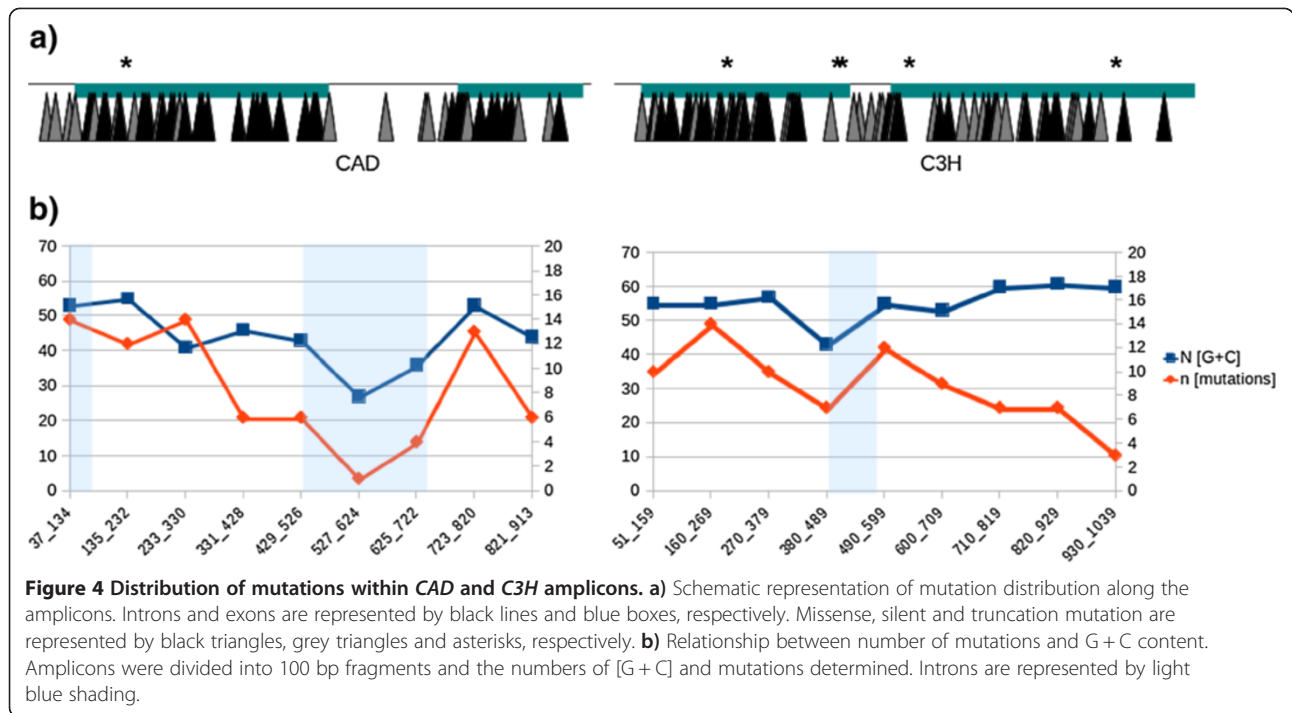 a)
* * ** * *
CAD C3H
b)
70 20 70 20
18 18
60 60
16 16
50 14 50 14
40 12 40 12
10 10
30 8 30 8
20 6 20 6
4 4
10 10
2 2
0 0 0 0
N [G+C]
n [mutations]
37_134 135_232 233_330 331_428 429_526 527_624 625_722 723_820 821_913
51_159 160_269 270_379 380_489 490_599 600_709 710_819 820_929 930_1039
Figure 4 Distribution of mutations within CAD and C3H amplicons. a) Schematic representation of mutation distribution along the
amplicons. Introns and exons are represented by black lines and blue boxes, respectively. Missense, silent and truncation mutation are
represented by black triangles, grey triangles and asterisks, respectively. b) Relationship between number of mutations and G + C content.
Amplicons were divided into 100 bp fragments and the numbers of [G + C] and mutations determined. Introns are represented by light
blue shading.